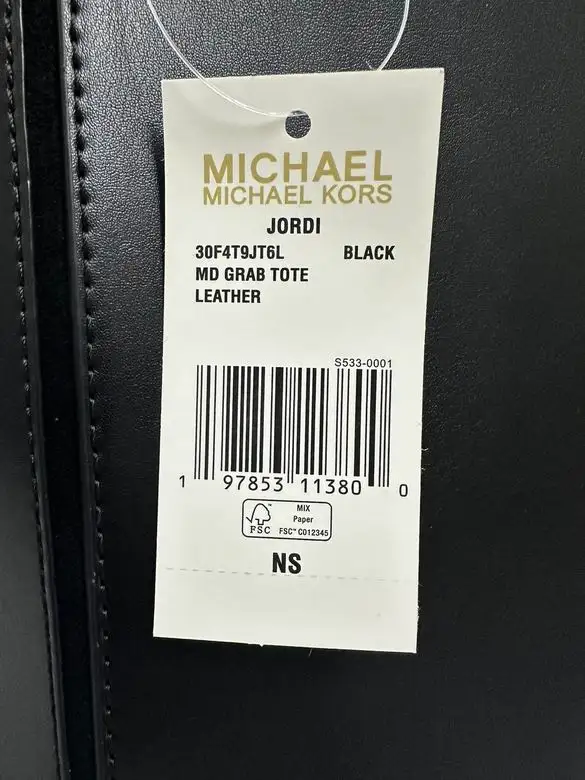 MICHAEL
MICHAEL KORS
JORDI
30F4T9JT6L BLACK
MD GRAB TOTE
LEATHER
S533-0001
1 97853 11380 0
FSC™
MIX
Paper
FSC™ C012345
NS